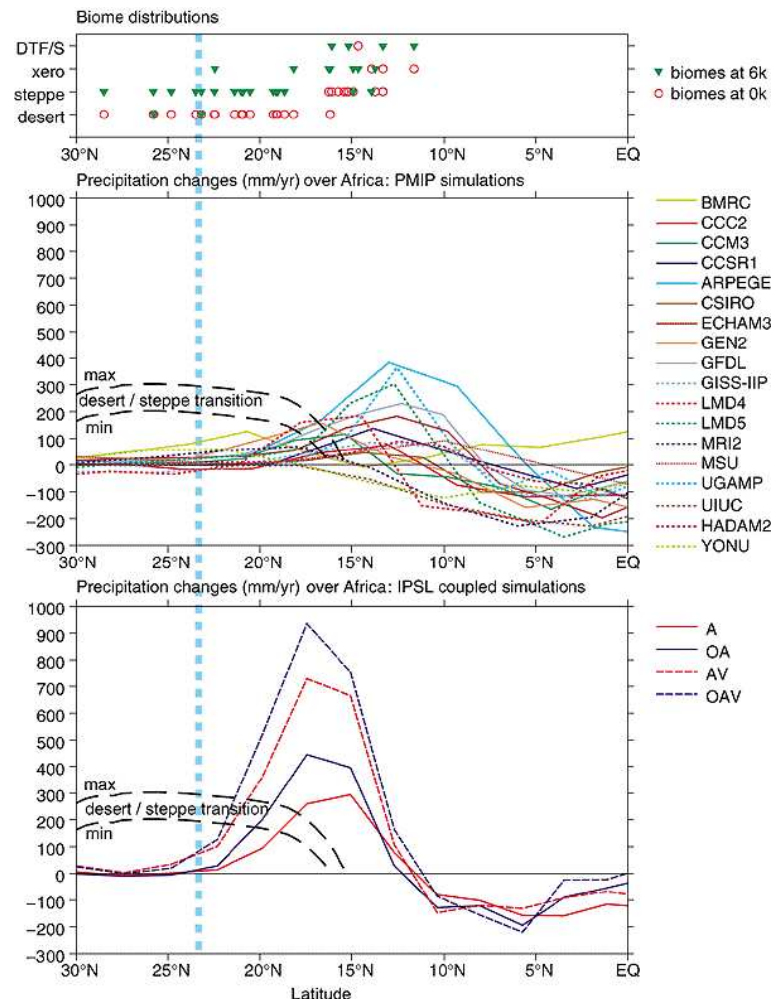 Biome distributions
DTF/S
xero
steppe
desert
biomes at 6k
biomes at 0k
30°N 25°N 20°N 15°N 10°N 5°N EQ
Precipitation changes (mm/yr) over Africa: PMIP simulations
1000
900
800
700
600
500
400
300
200
100
0
−100
−200
−300
max
desert / steppe transition
min
30°N 25°N 20°N 15°N 10°N 5°N EQ
BMRC
CCC2
CCM3
CCSR1
ARPEGE
CSIRO
ECHAM3
GEN2
GFDL
GISS-IIP
LMD4
LMD5
MRI2
MSU
UGAMP
UIUC
HADAM2
YONU
Precipitation changes (mm/yr) over Africa: IPSL coupled simulations
1000
900
800
700
600
500
400
300
200
100
0
−100
−200
−300
max
desert / steppe transition
min
30°N 25°N 20°N 15°N 10°N 5°N EQ
Latitude
A
OA
AV
OAV